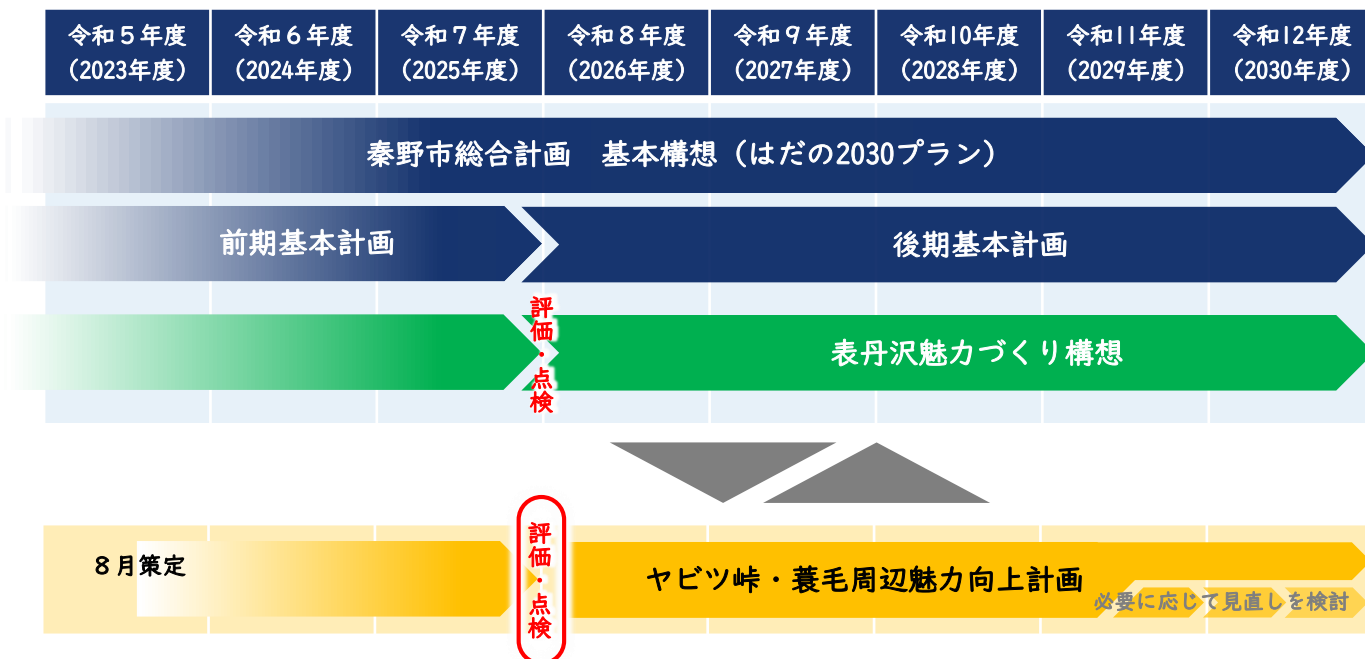 令和５年度
（2023年度）
令和６年度
（2024年度）
令和７年度
（2025年度）
令和８年度
（2026年度）
令和９年度
（2027年度）
令和10年度
（2028年度）
令和11年度
（2029年度）
令和12年度
（2030年度）
秦野市総合計画　基本構想（はだの2030プラン）
前期基本計画
後期基本計画
評価・点検
表丹沢魅力づくり構想
８月策定
評価・点検
ヤビツ峠・蓑毛周辺魅力向上計画
必要に応じて見直しを検討